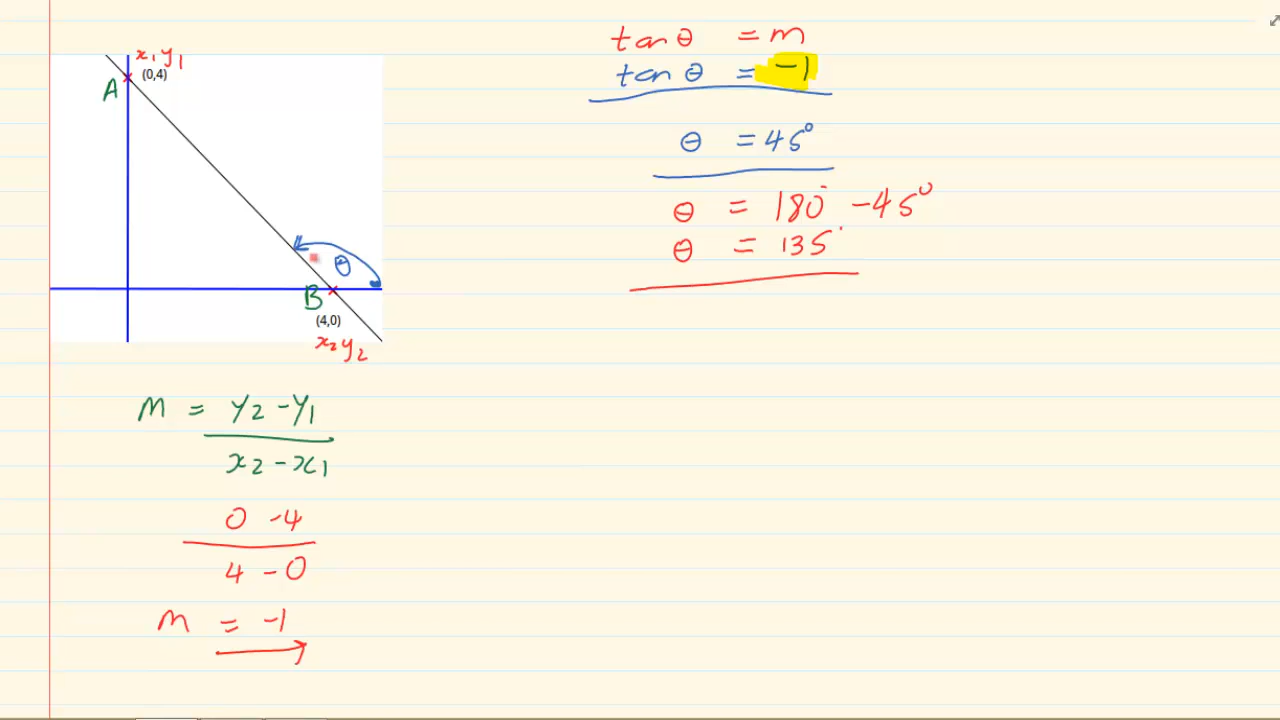 x1 y1
(0,4)
A
θ
B
(4,0)
x2 y2
M = y2 - y1
x2 - x1
0 - 4
4 - 0
M = -1
tan θ = m
tan θ = -1
θ = 45°
θ = 180° - 45°
θ = 135°